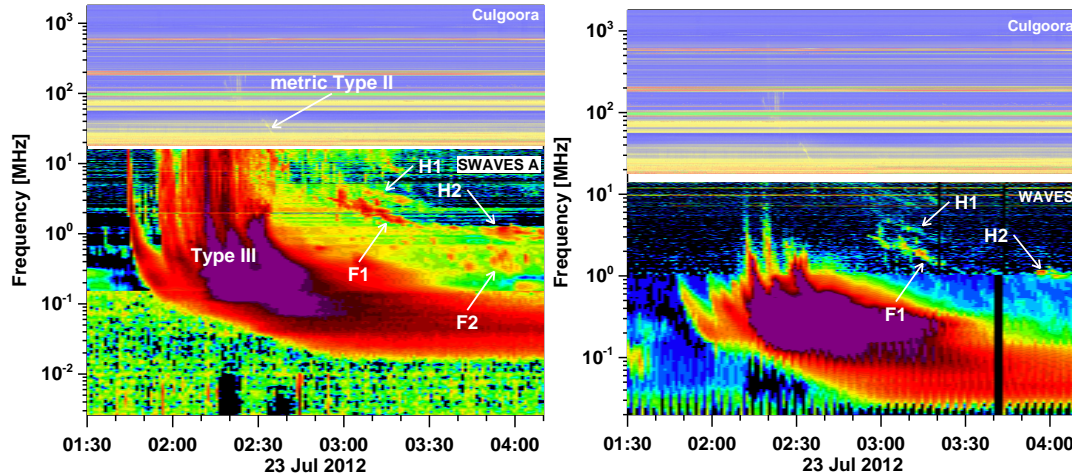 Culgoora
metric Type II
H1
SWAVES A
H2
Type III
F1
F2
Frequency [MHz]
10³
10²
10¹
10⁰
10⁻¹
10⁻²
01:30 02:00 02:30 03:00 03:30 04:00
23 Jul 2012
Culgoora
WAVES
H1
H2
F1
Frequency [MHz]
10³
10²
10¹
10⁰
10⁻¹
01:30 02:00 02:30 03:00 03:30 04:00
23 Jul 2012